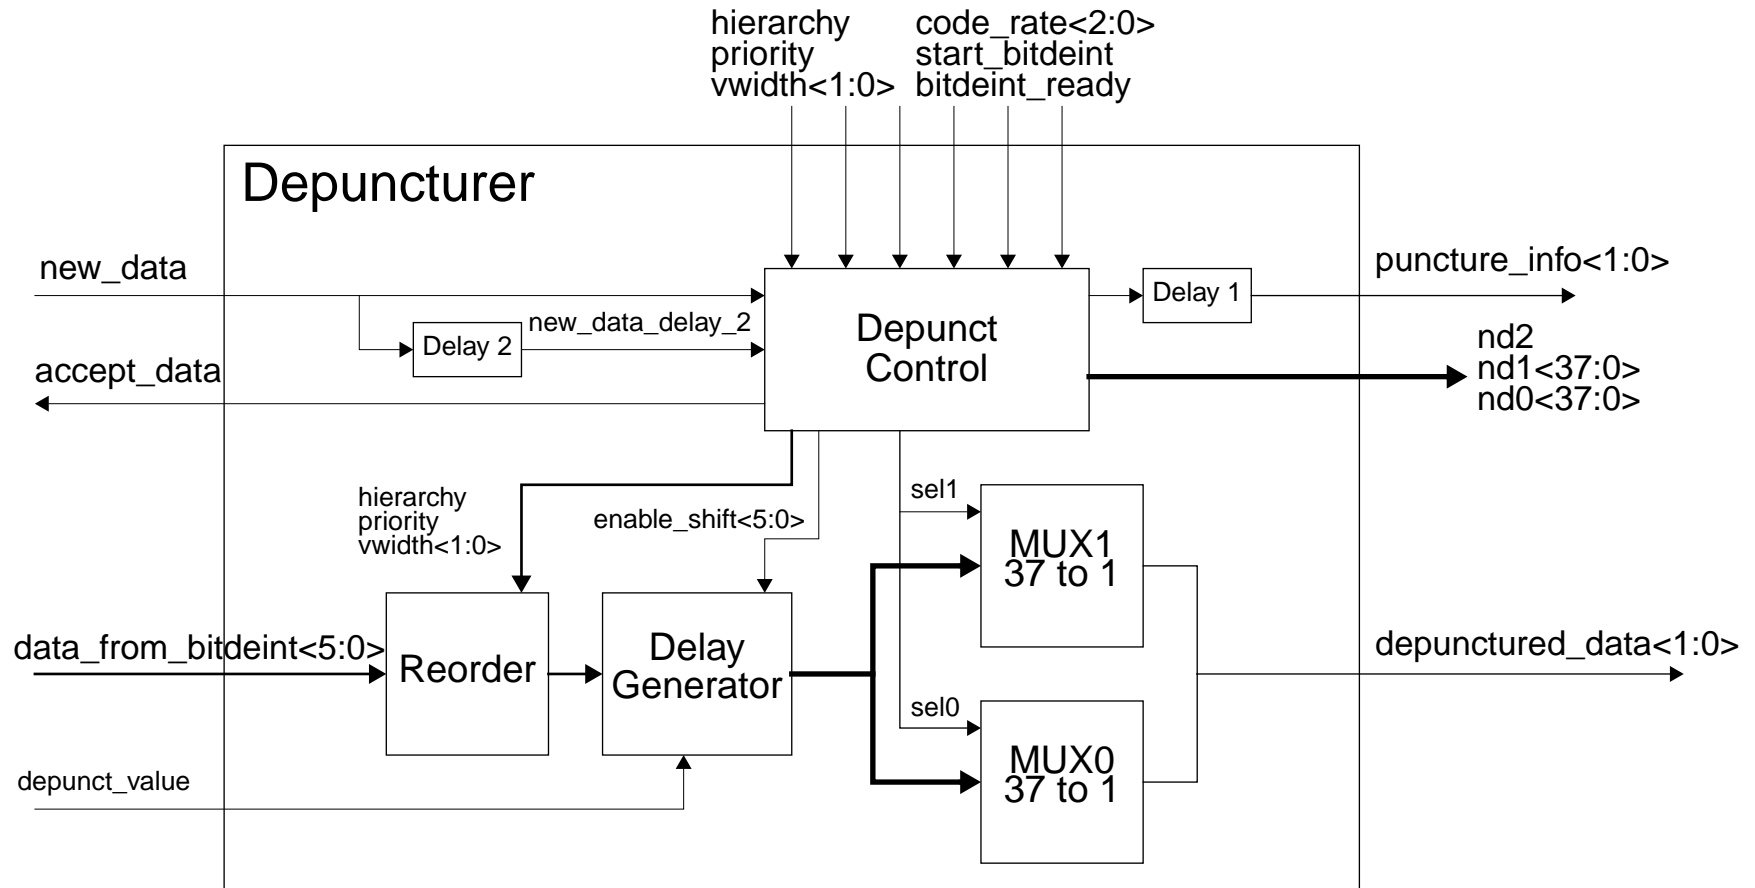 hierarchy
priority
vwidth<1:0>
code_rate<2:0>
start_bitdeint
bitdeint_ready
Depuncturer
new_data
puncture_info<1:0>
Delay 1
new_data_delay_2
Delay 2
Depunct
Control
nd2
nd1<37:0>
nd0<37:0>
accept_data
hierarchy
priority
vwidth<1:0>
enable_shift<5:0>
sel1
MUX1
37 to 1
data_from_bitdeint<5:0>
Reorder
Delay
Generator
depunctured_data<1:0>
sel0
MUX0
37 to 1
depunct_value